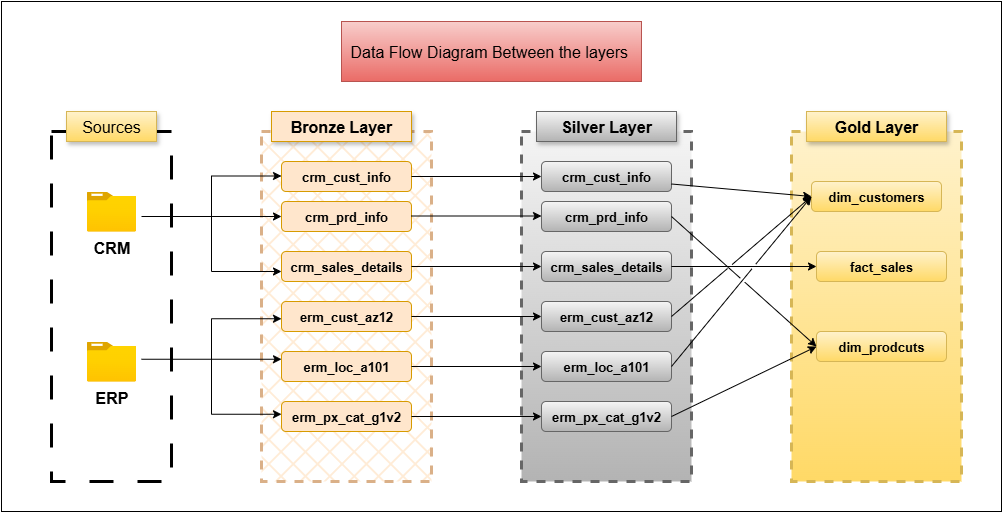 Data Flow Diagram Between the layers
Sources
CRM
ERP
Bronze Layer
crm_cust_info
crm_prd_info
crm_sales_details
erm_cust_az12
erm_loc_a101
erm_px_cat_g1v2
Silver Layer
crm_cust_info
crm_prd_info
crm_sales_details
erm_cust_az12
erm_loc_a101
erm_px_cat_g1v2
Gold Layer
dim_customers
fact_sales
dim_prodcuts